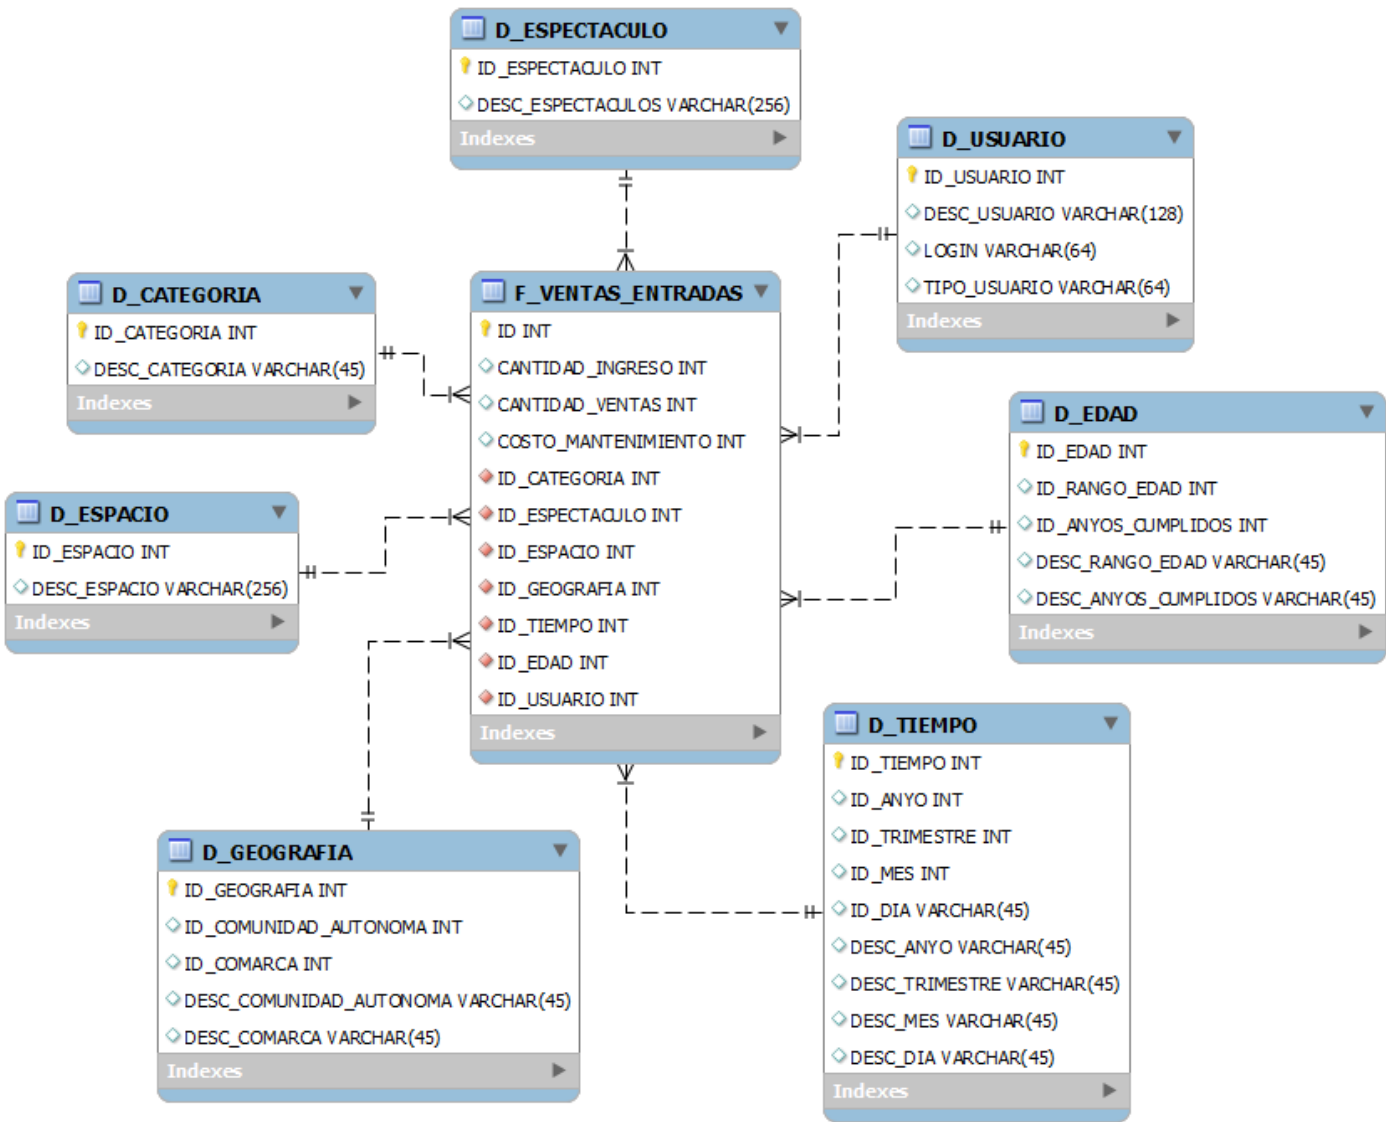 D_ESPECTACULO
ID_ESPECTACULO INT
DESC_ESPECTACULOS VARCHAR(256)
Indexes
D_USUARIO
ID_USUARIO INT
DESC_USUARIO VARCHAR(128)
LOGIN VARCHAR(64)
TIPO_USUARIO VARCHAR(64)
Indexes
D_CATEGORIA
ID_CATEGORIA INT
DESC_CATEGORIA VARCHAR(45)
Indexes
F_VENTAS_ENTRADAS
ID INT
CANTIDAD_INGRESO INT
CANTIDAD_VENTAS INT
COSTO_MANTENIMIENTO INT
ID_CATEGORIA INT
ID_ESPECTACULO INT
ID_ESPACIO INT
ID_GEOGRAFIA INT
ID_TIEMPO INT
ID_EDAD INT
ID_USUARIO INT
Indexes
D_EDAD
ID_EDAD INT
ID_RANGO_EDAD INT
ID_ANYOS_CUMPLIDOS INT
DESC_RANGO_EDAD VARCHAR(45)
DESC_ANYOS_CUMPLIDOS VARCHAR(45)
Indexes
D_ESPACIO
ID_ESPACIO INT
DESC_ESPACIO VARCHAR(256)
Indexes
D_TIEMPO
ID_TIEMPO INT
ID_ANYO INT
ID_TRIMESTRE INT
ID_MES INT
ID_DIA VARCHAR(45)
DESC_ANYO VARCHAR(45)
DESC_TRIMESTRE VARCHAR(45)
DESC_MES VARCHAR(45)
DESC_DIA VARCHAR(45)
Indexes
D_GEOGRAFIA
ID_GEOGRAFIA INT
ID_COMUNIDAD_AUTONOMA INT
ID_COMARCA INT
DESC_COMUNIDAD_AUTONOMA VARCHAR(45)
DESC_COMARCA VARCHAR(45)
Indexes